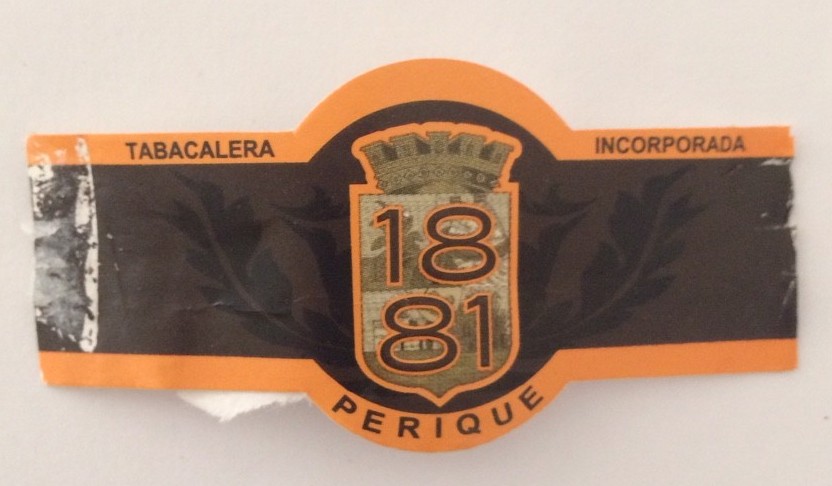 TABACALERA INCORPORADA
18
81
PERIQUE